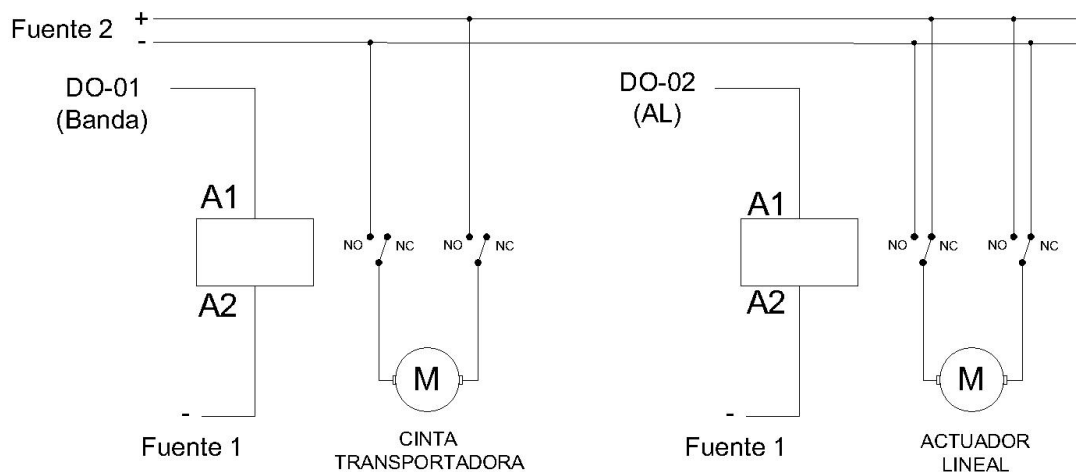 Fuente 2
+
-
DO-01
(Banda)
A1
A2
-
Fuente 1
NO
NC
NO
NC
M
CINTA
TRANSPORTADORA
DO-02
(AL)
A1
A2
-
Fuente 1
NO
NC
NO
NC
M
ACTUADOR
LINEAL